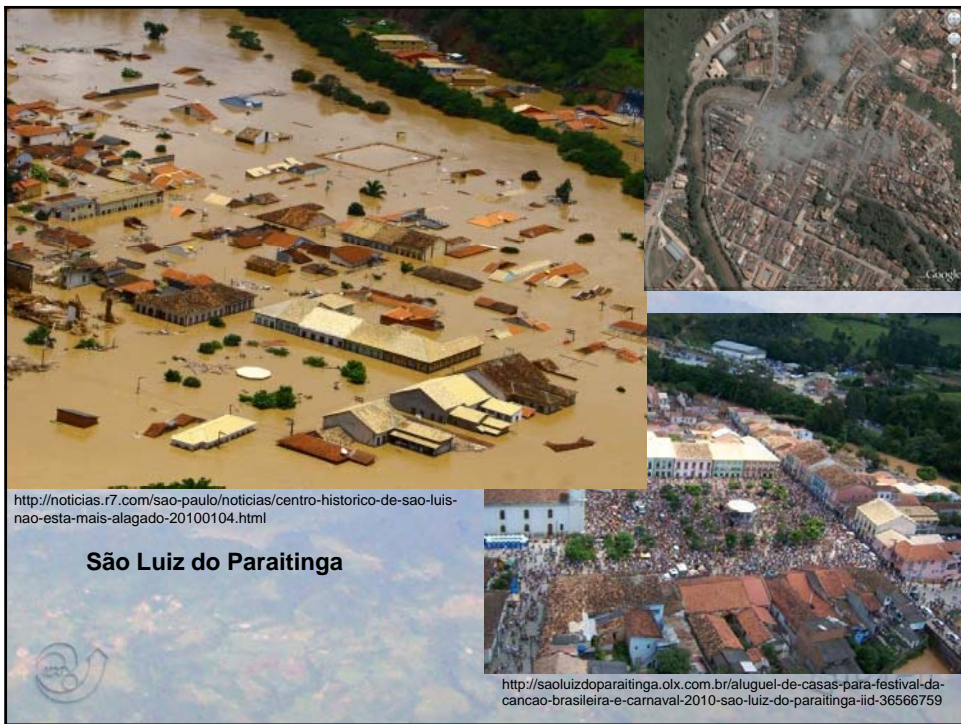 Google
http://noticias.r7.com/sao-paulo/noticias/centro-historico-de-sao-luis-
nao-esta-mais-alagado-20100104.html
São Luiz do Paraitinga
http://saoluizdoparaitinga.olx.com.br/aluguel-de-casas-para-festival-da-
cancao-brasileira-e-carnaval-2010-sao-luiz-do-paraitinga-iid-36566759